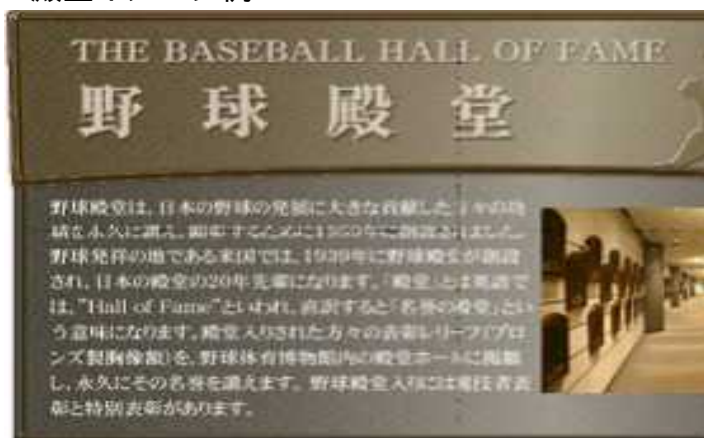 THE BASEBALL HALL OF FAME
野球殿堂
野球殿堂は、日本の野球の発展に大きな貢献した方々の功
績を永久に讃え、顕彰するために1959年に創設されました。
野球発祥の地である米国では、1939年に野球殿堂が創設
され、日本の殿堂の20年先輩になります。「殿堂」とは英語で
は、"Hall of Fame"といわれ、直訳すると「名誉の殿堂」とい
う意味になります。殿堂入りされた方々の表彰レリーフ(ブロ
ンズ製胸像額)を、野球体育博物館内の殿堂ホールに掲額
し、永久にその名誉を讃えます。野球殿堂入りには競技者表
彰と特別表彰があります。